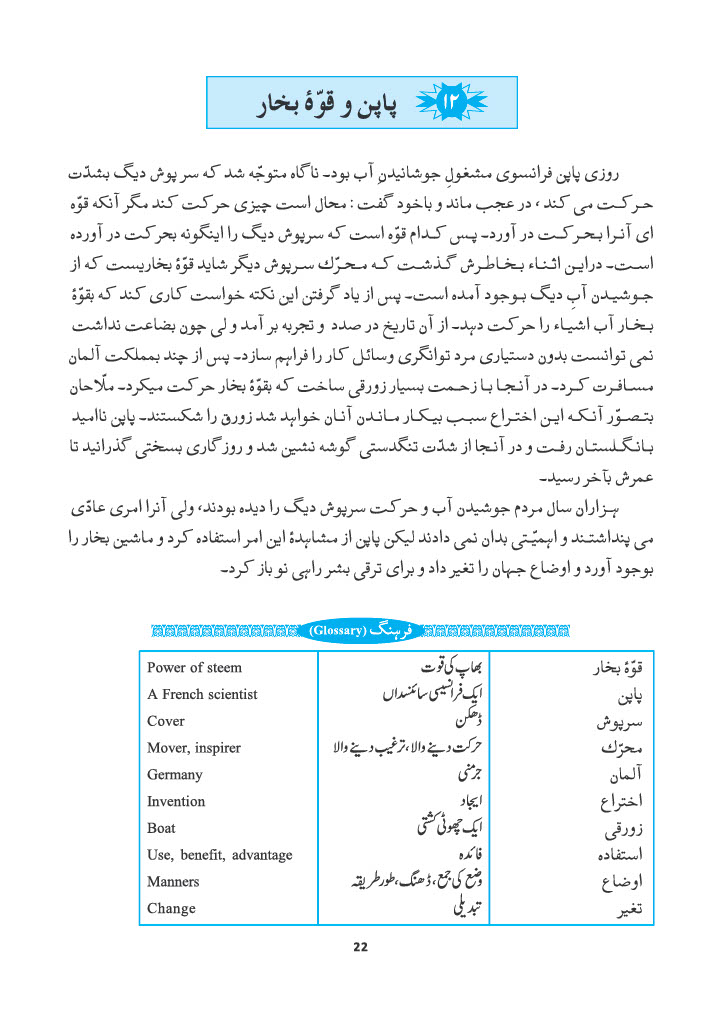 ۱۲ پاپن و قوّۀ بخار
روزی پاپن فرانسوی مشغولِ جوشانیدنِ آب بود۔ ناگاه متوجّه شد که سرپوش دیگ بشدّت
حرکت می کند ، در عجب ماند و باخود گفت : محال است چیزی حرکت کند مگر آنکه قوّه
ای آنرا بحرکت در آورد۔ پس کدام قوّه است که سرپوش دیگ را اینگونه بحرکت در آورده
است۔ دراین اثناء بخاطرش گذشت که محرّك سرپوش دیگر شاید قوّۀ بخاریست که از
جوشیدن آبِ دیگ بوجود آمده است۔ پس از یاد گرفتن این نکته خواست کاری کند که بقوّۀ
بخار آب اشیاء را حرکت دهد۔ از آن تاریخ در صدد و تجربه بر آمد و لی چون بضاعت نداشت
نمی توانست بدون دستیاری مرد توانگری وسائل کار را فراهم سازد۔ پس از چند بمملکت آلمان
مسافرت کرد۔ در آنجا با زحمت بسیار زورقی ساخت که بقوّۀ بخار حرکت میکرد۔ ملّاحان
بتصوّر آنکه این اختراع سبب بیکار ماندن آنان خواهد شد زورق را شکستند۔ پاپن ناامید
بانگلستان رفت و در آنجا از شدّت تنگدستی گوشه نشین شد و روزگاری بسختی گذرانید تا
عمرش بآخر رسید۔
هزاران سال مردم جوشیدن آب و حرکت سرپوش دیگ را دیده بودند، ولی آنرا امری عادّی
می پنداشتند و اهمیّتی بدان نمی دادند لیکن پاپن از مشاهدۀ این امر استفاده کرد و ماشین بخار را
بوجود آورد و اوضاع جهان را تغیر داد و برای ترقی بشر راهی نو باز کرد۔
فرہنگ (Glossary)
قوّۀ بخار بھاپ کی قوت Power of steem
پاپن ایک فرانسیسی سائنسداں A French scientist
سرپوش ڈھکن Cover
محرّك حرکت دینے والا، ترغیب دینے والا Mover, inspirer
آلمان جرمنی Germany
اختراع ایجاد Invention
زورقی ایک چھوٹی کشتی Boat
استفاده فائدہ Use, benefit, advantage
اوضاع وضع کی جمع، ڈھنگ، طور طریقہ Manners
تغیر تبدیلی Change
22